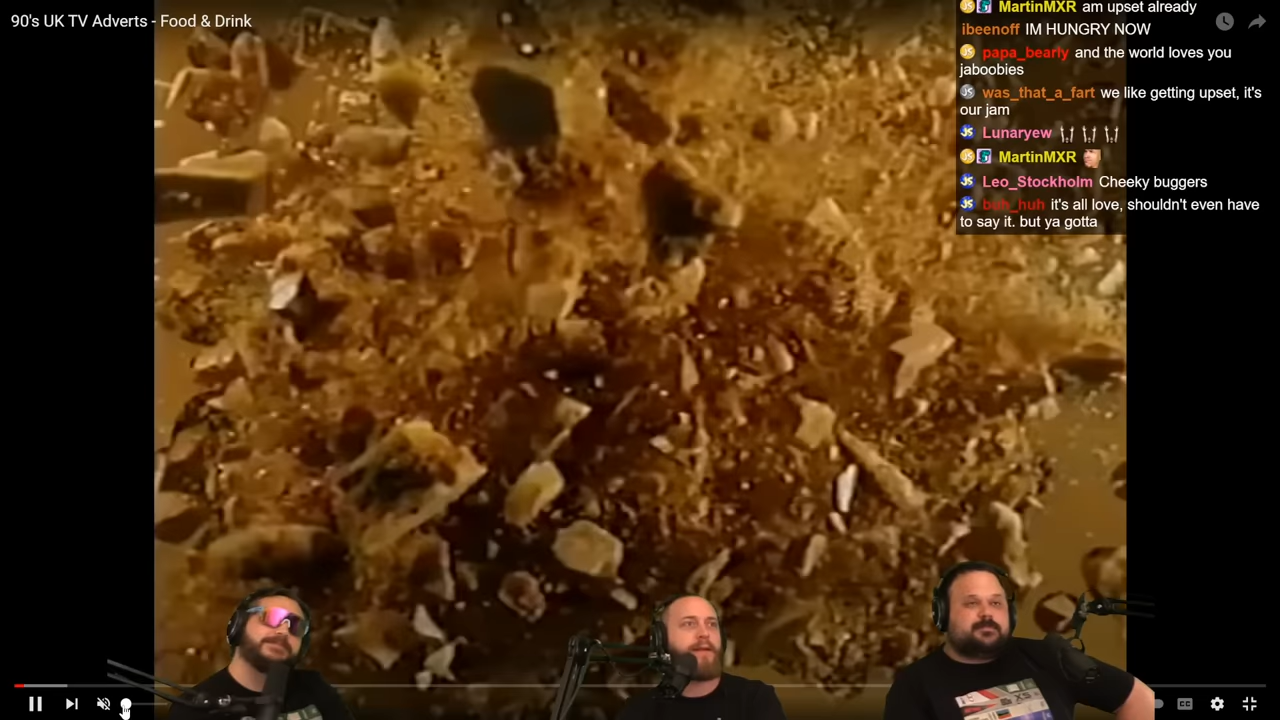 90's UK TV Adverts - Food & Drink
MartinMXR am upset already
ibeenoff IM HUNGRY NOW
papa_bearly and the world loves you
jaboobies
was_that_a_fart we like getting upset, it's
our jam
Lunaryew
MartinMXR
Leo_Stockholm Cheeky buggers
buh_huh it's all love, shouldn't even have
to say it. but ya gotta